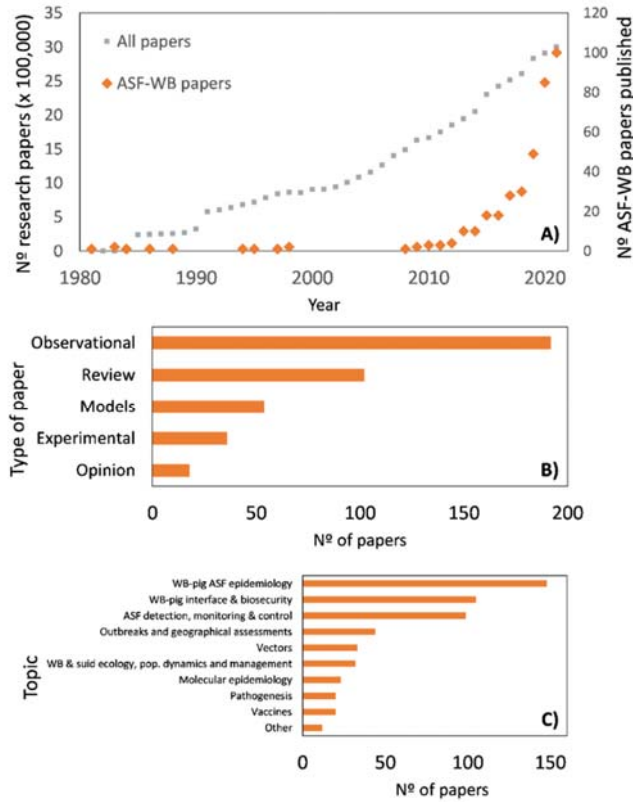 35
30
25
20
15
10
5
0
Nº research papers (x 100,000)
All papers
ASF-WB papers
120
100
80
60
40
20
0
Nº ASF-WB papers published
A)
1980
1990
2000
2010
2020
Year
Type of paper
Observational
Review
Models
Experimental
Opinion
B)
0
50
100
150
200
Nº of papers
Topic
WB-pig ASF epidemiology
WB-pig interface & biosecurity
ASF detection, monitoring & control
Outbreaks and geographical assessments
Vectors
WB & suid ecology, pop. dynamics and management
Molecular epidemiology
Pathogenesis
Vaccines
Other
C)
0
50
100
150
Nº of papers